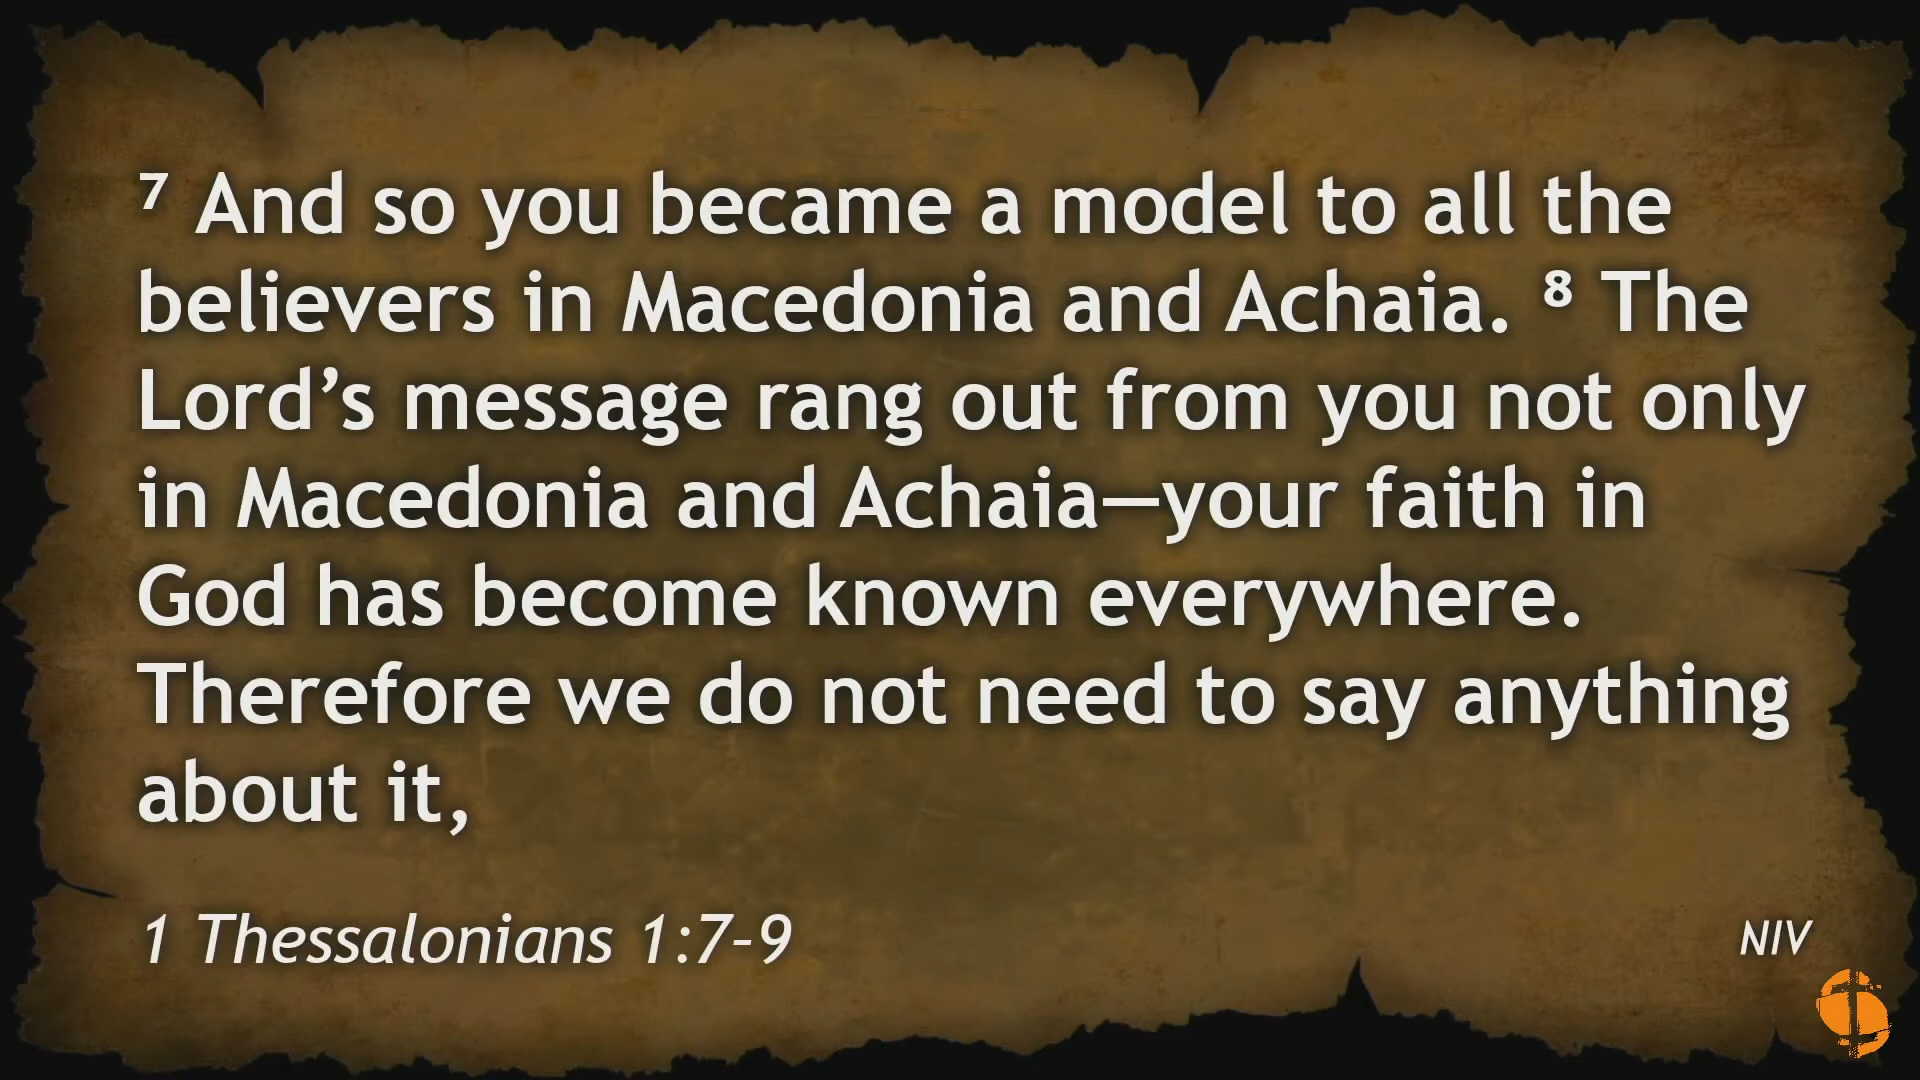 ⁷ And so you became a model to all the
believers in Macedonia and Achaia. ⁸ The
Lord’s message rang out from you not only
in Macedonia and Achaia—your faith in
God has become known everywhere.
Therefore we do not need to say anything
about it,
1 Thessalonians 1:7–9
NIV